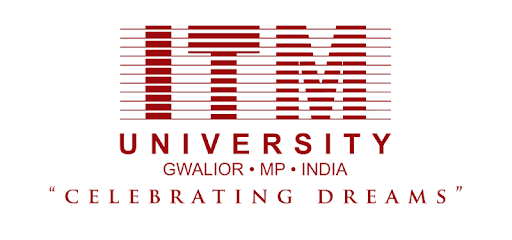 ITM
UNIVERSITY
GWALIOR • MP • INDIA
“CELEBRATING DREAMS”